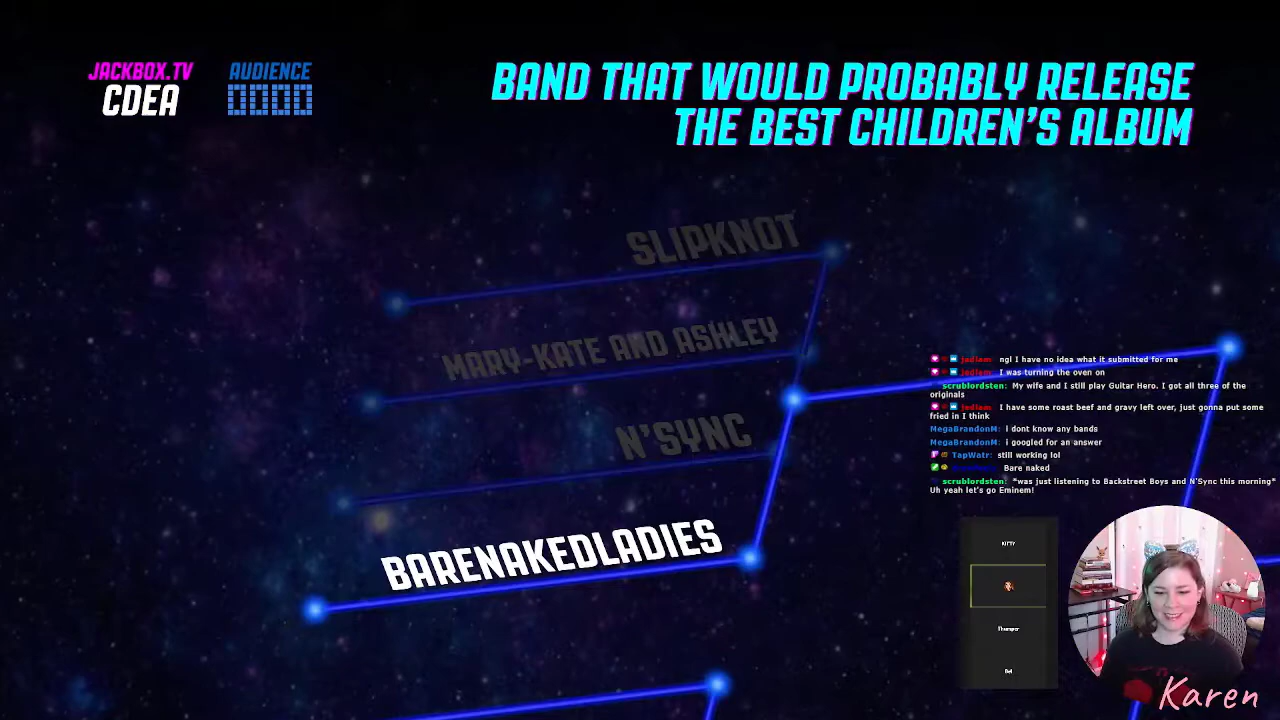 JACKBOX.TV
CDEA
AUDIENCE
BAND THAT WOULD PROBABLY RELEASE
THE BEST CHILDREN'S ALBUM
SLIPKNOT
MARY-KATE AND ASHLEY
N'SYNC
BARENAKEDLADIES
jedlem: ngl I have no idea what it submitted for me
jedlem: I was turning the oven on
scrublordsten: My wife and I still play Guitar Hero. I got all three of the
originals
jedlem: I have some roast beef and gravy left over, just gonna put some
fried in I think
MegaBrandonM: i dont know any bands
MegaBrandonM: i googled for an answer
TapWatr: still working lol
Bare naked
scrublordsten: *was just listening to Backstreet Boys and N'Sync this morning*
Uh yeah let's go Eminem!
KITTY
Karen